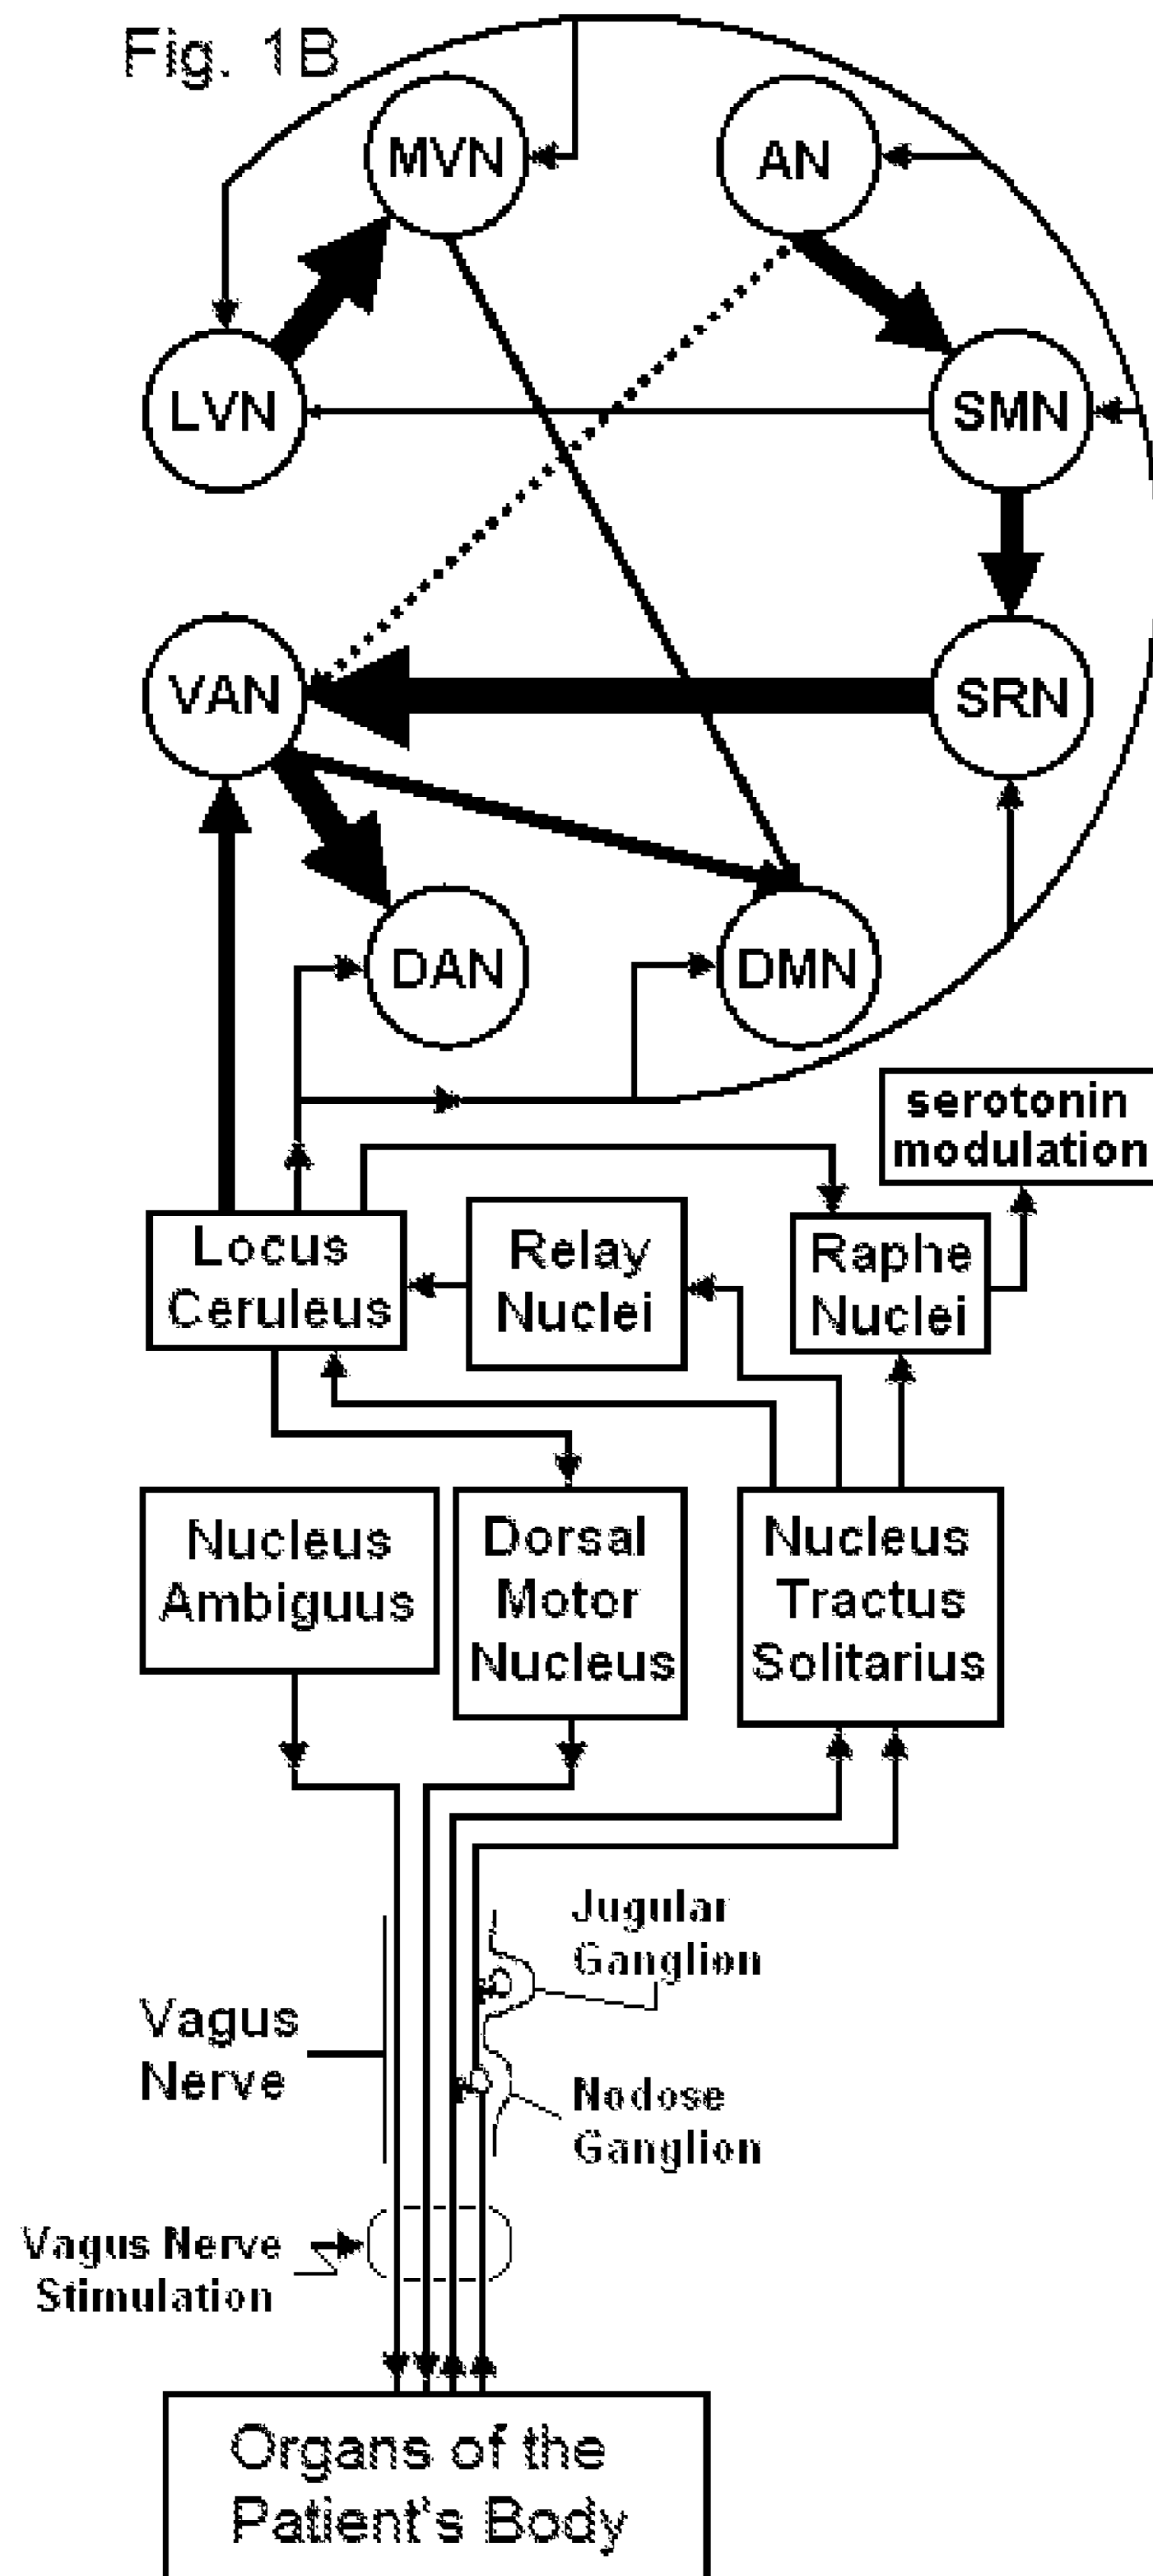 Fig. 1B
MVN
AN
LVN
SMN
VAN
SRN
DAN
DMN
serotonin
modulation
Locus
Ceruleus
Relay
Nuclei
Raphe
Nuclei
Nucleus
Ambiguus
Dorsal
Motor
Nucleus
Nucleus
Tractus
Solitarius
Jugular
Ganglion
Vagus
Nerve
Nodose
Ganglion
Vagus Nerve
Stimulation
Organs of the
Patient's Body